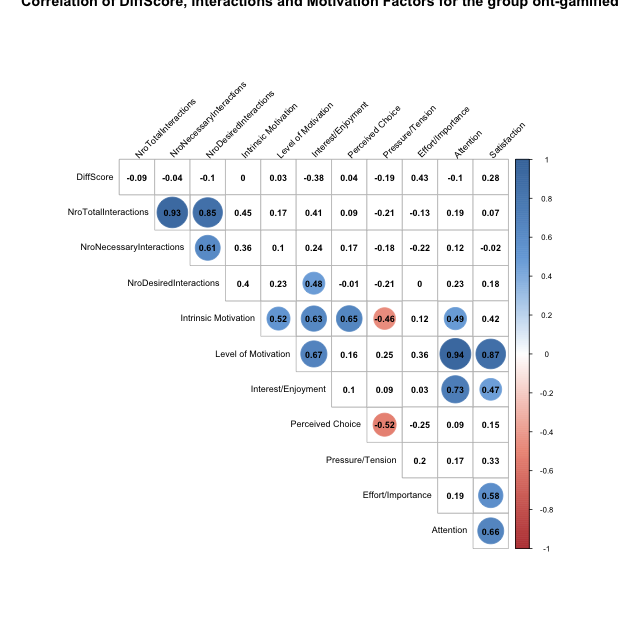 Correlation of DiffScore, Interactions and Motivation Factors for the group ont-gamified
NroTotalInteractions
NroNecessaryInteractions
NroDesiredInteractions
Intrinsic Motivation
Level of Motivation
Interest/Enjoyment
Perceived Choice
Pressure/Tension
Effort/Importance
Attention
Satisfaction
DiffScore -0.09 -0.04 -0.1 0 0.03 -0.38 0.04 -0.19 0.43 -0.1 0.28
NroTotalInteractions 0.93 0.85 0.45 0.17 0.41 0.09 -0.21 -0.13 0.19 0.07
NroNecessaryInteractions 0.61 0.36 0.1 0.24 0.17 -0.18 -0.22 0.12 -0.02
NroDesiredInteractions 0.4 0.23 0.48 -0.01 -0.21 0 0.23 0.18
Intrinsic Motivation 0.52 0.63 0.65 -0.46 0.12 0.49 0.42
Level of Motivation 0.67 0.16 0.25 0.36 0.94 0.87
Interest/Enjoyment 0.1 0.09 0.03 0.73 0.47
Perceived Choice -0.52 -0.25 0.09 0.15
Pressure/Tension 0.2 0.17 0.33
Effort/Importance 0.19 0.58
Attention 0.66
1
0.8
0.6
0.4
0.2
0
-0.2
-0.4
-0.6
-0.8
-1